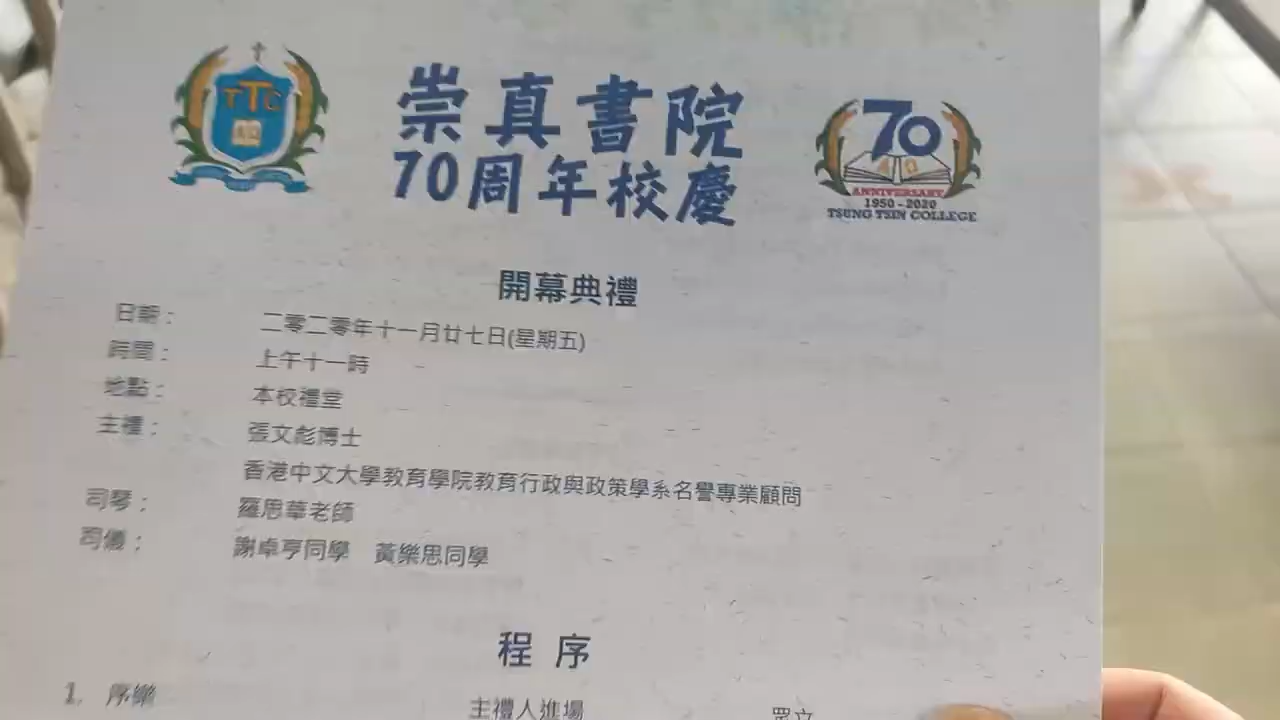 TTC
崇真書院
70周年校慶
70
ANNIVERSARY
1950 - 2020
TSUNG TSIN COLLEGE
開幕典禮
日期： 二零二零年十一月廿七日(星期五)
時間： 上午十一時
地點： 本校禮堂
主禮： 張文彪博士
香港中文大學教育學院教育行政與政策學系名譽專業顧問
司琴： 羅思華老師
司儀： 謝卓亨同學 黃樂思同學
程序
1. 序樂 主禮人進場 眾立